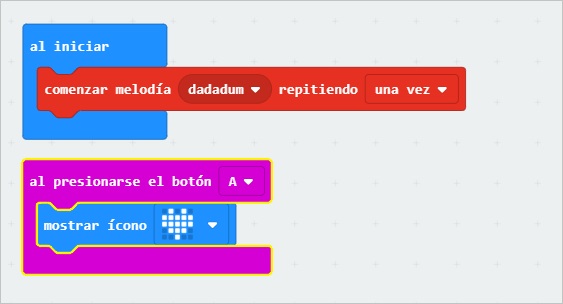 al iniciar
comenzar melodía dadadum repitiendo una vez
al presionarse el botón A
mostrar ícono